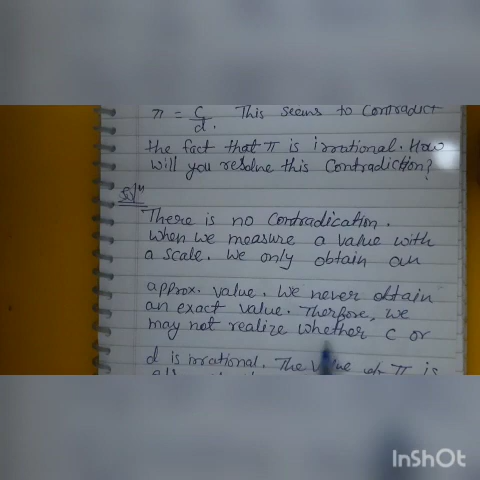 π = C/d. This seems to Contradict
the fact that π is irrational. How
will you resolve this Contradiction?
Solⁿ
There is no Contradication.
When we measure a value with
a scale. We only obtain an
approx. value. We never obtain
an exact value. Therfore, we
may not realize whether c or
d is irrational. The value of π is
InShOt